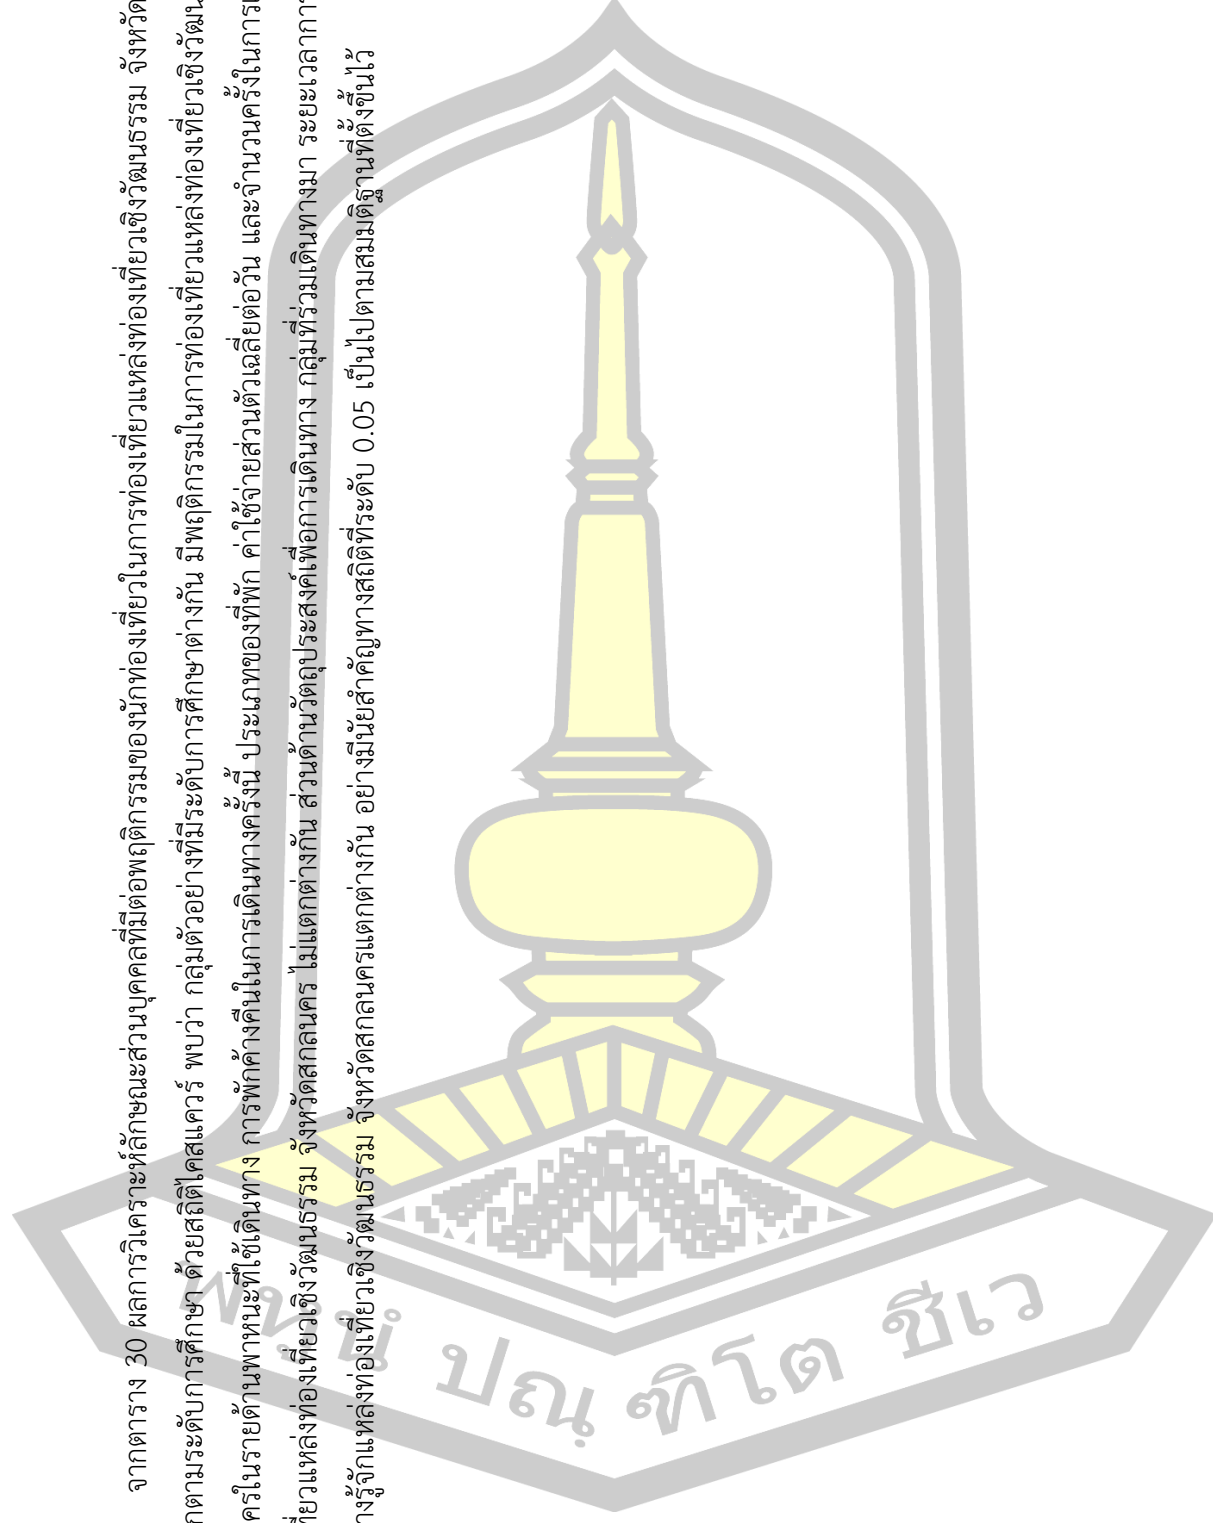 จากตาราง 30 ผลการวิเคราะห์ลักษณะส่วนบุคคลที่มีต่อพฤติกรรมของนักท่องเที่ยวในการท่องเที่ยวแหล่งท่องเที่ยวเชิงวัฒนธรรม จังหวัด
กตามระดับการศึกษา ด้วยสถิติไคสแควร์ พบว่า กลุ่มตัวอย่างที่มีระดับการศึกษาต่างกัน มีพฤติกรรมในการท่องเที่ยวแหล่งท่องเที่ยวเชิงวัฒน
ครในรายด้านพาหนะที่ใช้เดินทาง การพักค้างคืนในการเดินทางครั้งนี้ ประเภทของที่พัก ค่าใช้จ่ายส่วนตัวเฉลี่ยต่อวัน และจำนวนครั้งในการเ
ที่ยวแหล่งท่องเที่ยวเชิงวัฒนธรรม จังหวัดสกลนคร ไม่แตกต่างกัน ส่วนด้านวัตถุประสงค์เพื่อการเดินทาง กลุ่มที่ร่วมเดินทางมา ระยะเวลาการ
างรู้จักแหล่งท่องเที่ยวเชิงวัฒนธรรม จังหวัดสกลนครแตกต่างกัน อย่างมีนัยสำคัญทางสถิติที่ระดับ 0.05 เป็นไปตามสมมติฐานที่ตั้งขึ้นไว้
พหูนํ ปณฺฑิโต ชีเว